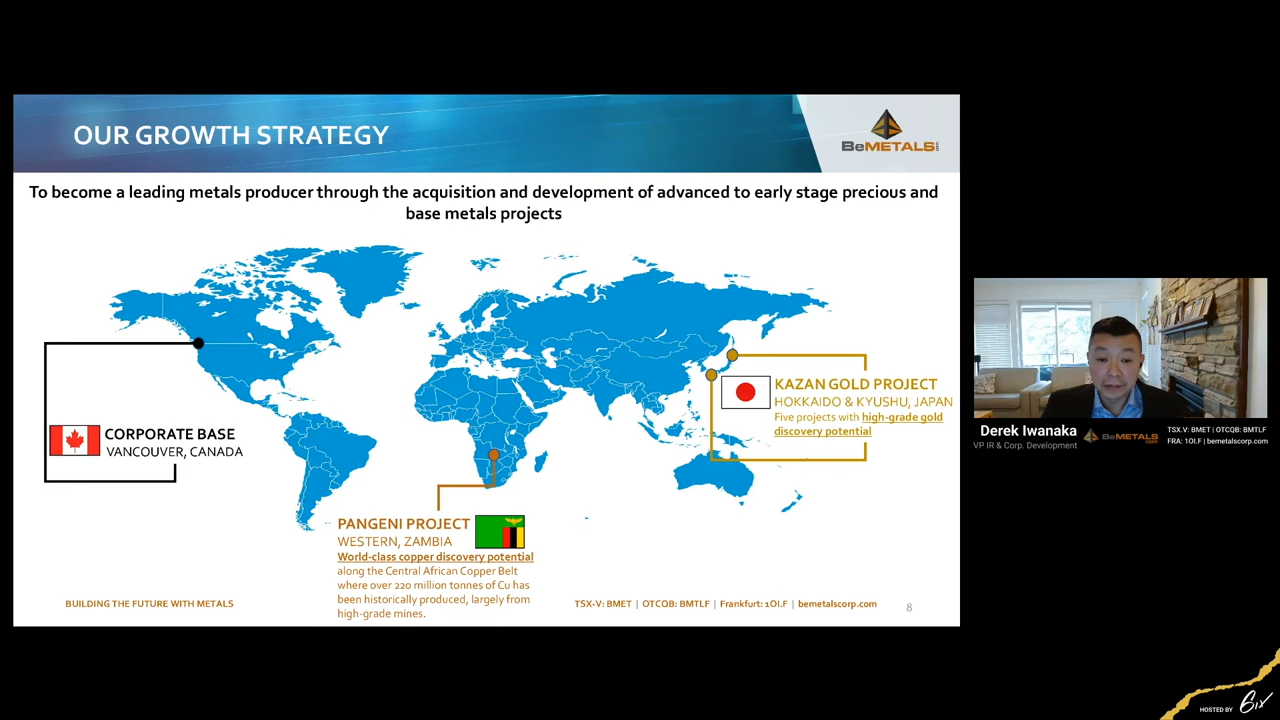 OUR GROWTH STRATEGY
BeMETALS
To become a leading metals producer through the acquisition and development of advanced to early stage precious and
base metals projects
CORPORATE BASE
VANCOUVER, CANADA
KAZAN GOLD PROJECT
HOKKAIDO & KYUSHU, JAPAN
Five projects with high-grade gold
discovery potential
PANGENI PROJECT
WESTERN, ZAMBIA
World-class copper discovery potential
along the Central African Copper Belt
where over 220 million tonnes of Cu has
been historically produced, largely from
high-grade mines.
BUILDING THE FUTURE WITH METALS
TSX-V: BMET | OTCQB: BMTLF | Frankfurt: 1OI.F | bemetalscorp.com
8
Derek Iwanaka
VP IR & Corp. Development
BeMETALS
TSX.V: BMET | OTCQB: BMTLF
FRA: 1OI.F | bemetalscorp.com
HOSTED BY 6ix